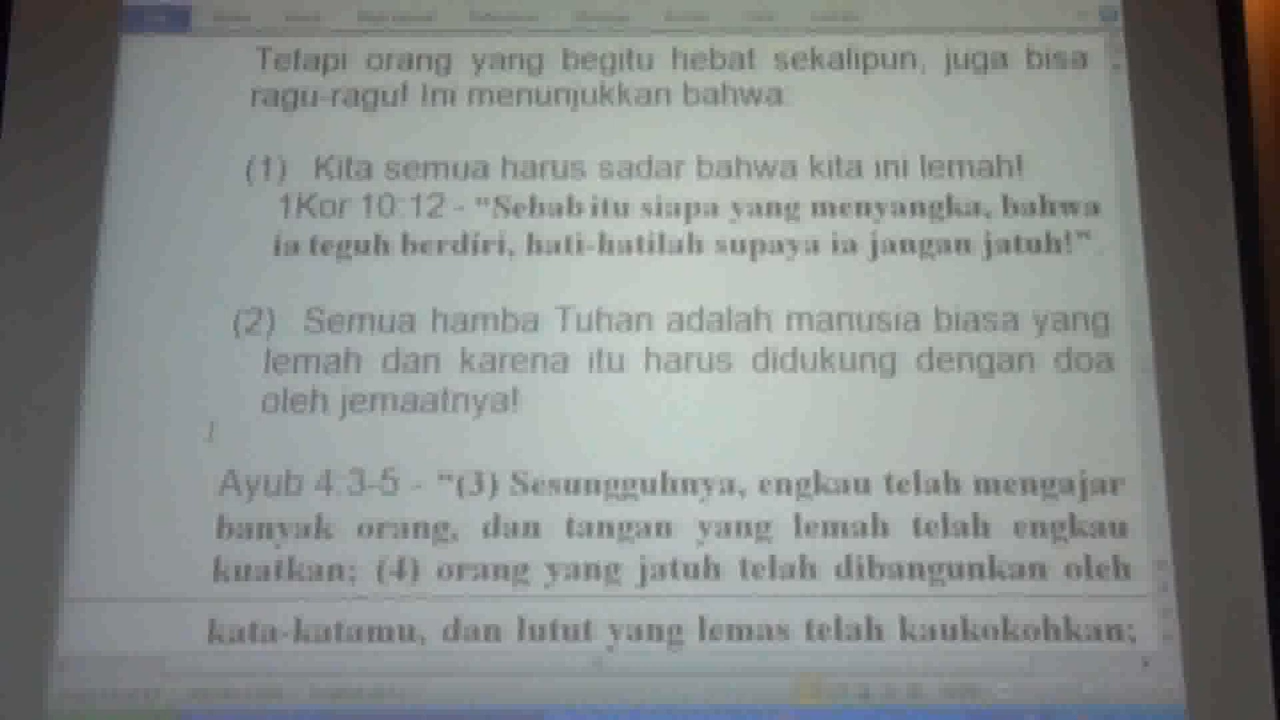 Tetapi orang yang begitu hebat sekalipun, juga bisa
ragu-ragu! Ini menunjukkan bahwa:
(1) Kita semua harus sadar bahwa kita ini lemah!
1Kor 10:12 - "Sebab itu siapa yang menyangka, bahwa
ia teguh berdiri, hati-hatilah supaya ia jangan jatuh!"
(2) Semua hamba Tuhan adalah manusia biasa yang
lemah dan karena itu harus didukung dengan doa
oleh jemaatnya!
Ayub 4:3-5 - "(3) Sesungguhnya, engkau telah mengajar
banyak orang, dan tangan yang lemah telah engkau
kuatkan; (4) orang yang jatuh telah dibangunkan oleh
kata-katamu, dan lutut yang lemas telah kaukokohkan;